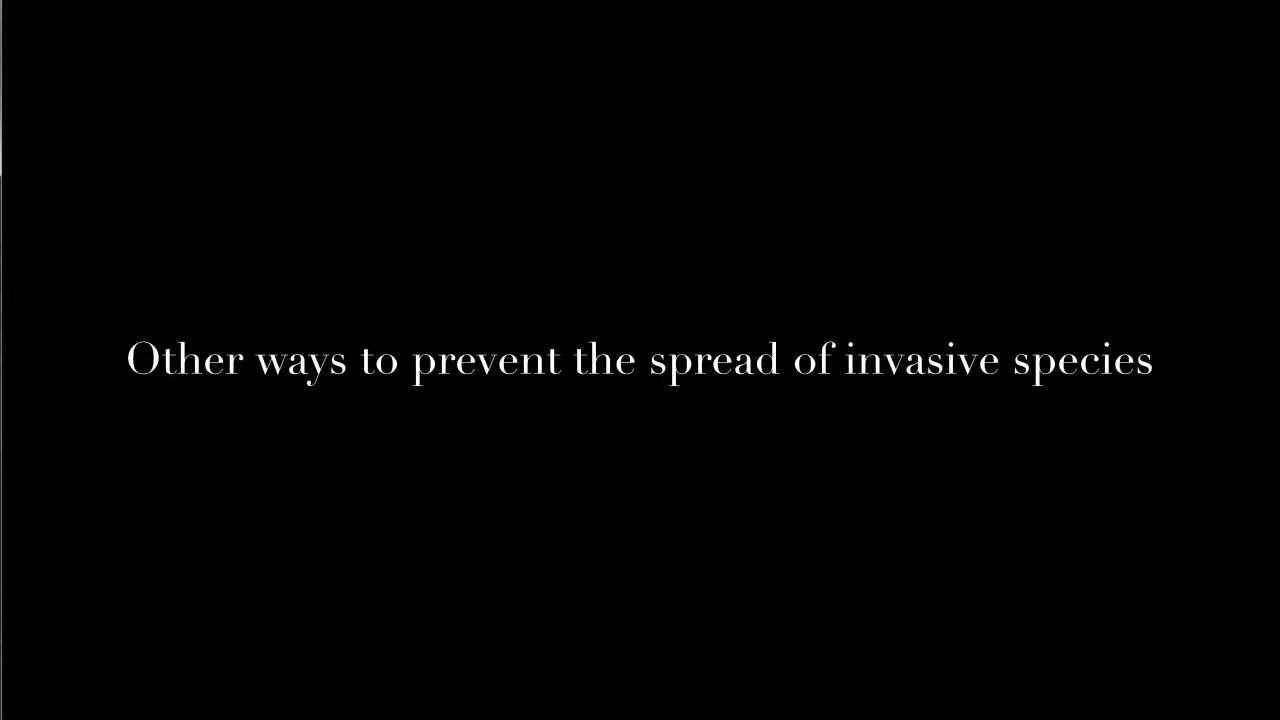 Other ways to prevent the spread of invasive species